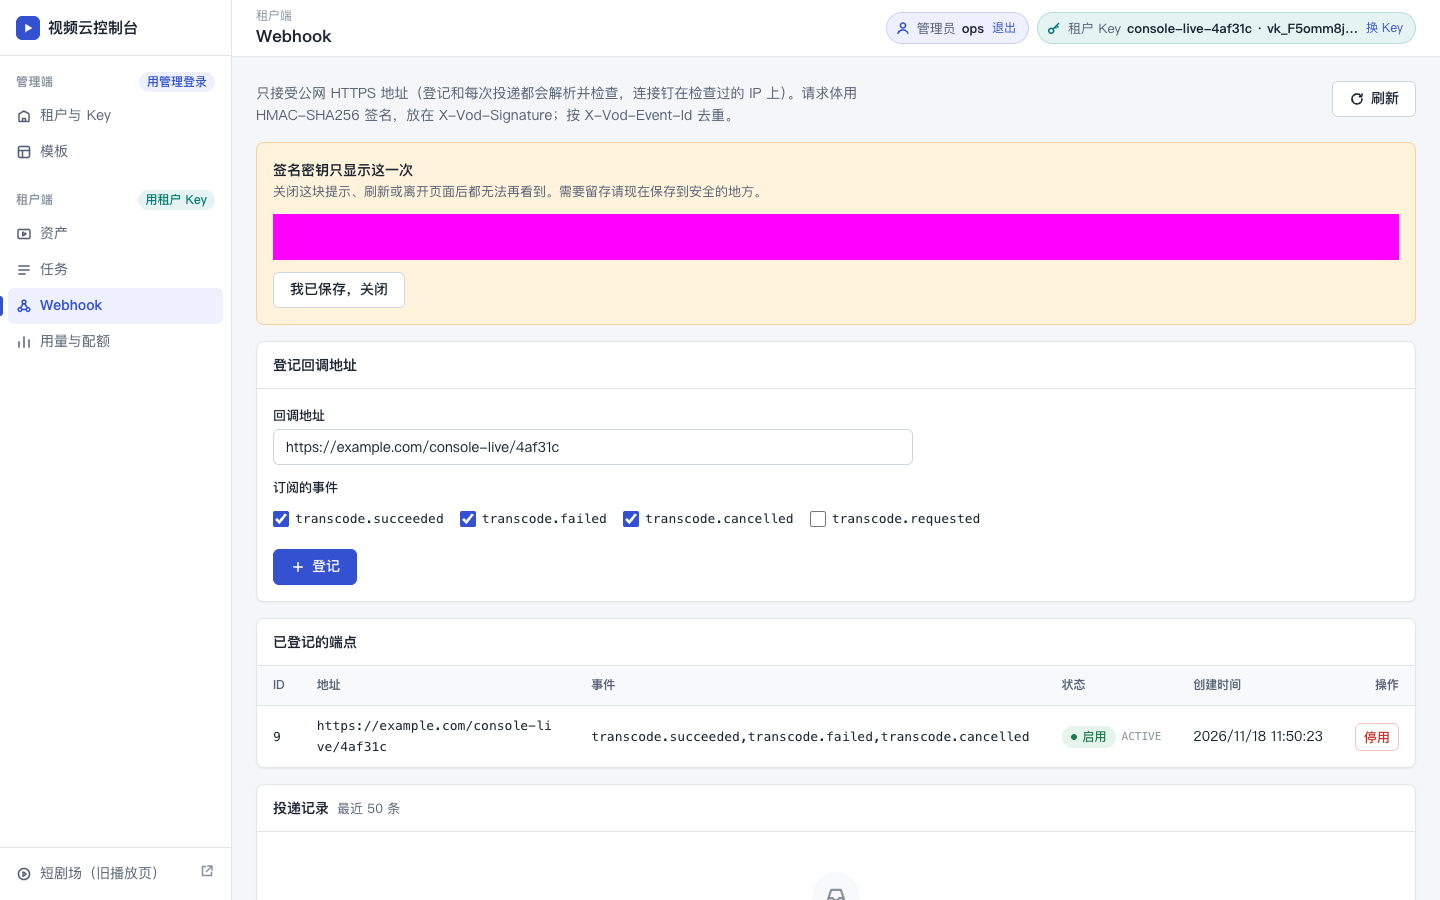 视频云控制台
管理端
用管理登录
租户与 Key
模板
租户端
用租户 Key
资产
任务
Webhook
用量与配额
短剧场（旧播放页）
租户端
Webhook
管理员 ops 退出
租户 Key console-live-4af31c · vk_F5omm8j... 换 Key
只接受公网 HTTPS 地址（登记和每次投递都会解析并检查，连接钉在检查过的 IP 上）。请求体用
HMAC-SHA256 签名，放在 X-Vod-Signature；按 X-Vod-Event-Id 去重。
刷新
签名密钥只显示这一次
关闭这块提示、刷新或离开页面后都无法再看到。需要留存请现在保存到安全的地方。
我已保存，关闭
登记回调地址
回调地址
https://example.com/console-live/4af31c
订阅的事件
transcode.succeeded transcode.failed transcode.cancelled transcode.requested
登记
已登记的端点
ID 地址 事件 状态 创建时间 操作
9 https://example.com/console-li
ve/4af31c
transcode.succeeded,transcode.failed,transcode.cancelled 启用 ACTIVE 2026/11/18 11:50:23 停用
投递记录 最近 50 条